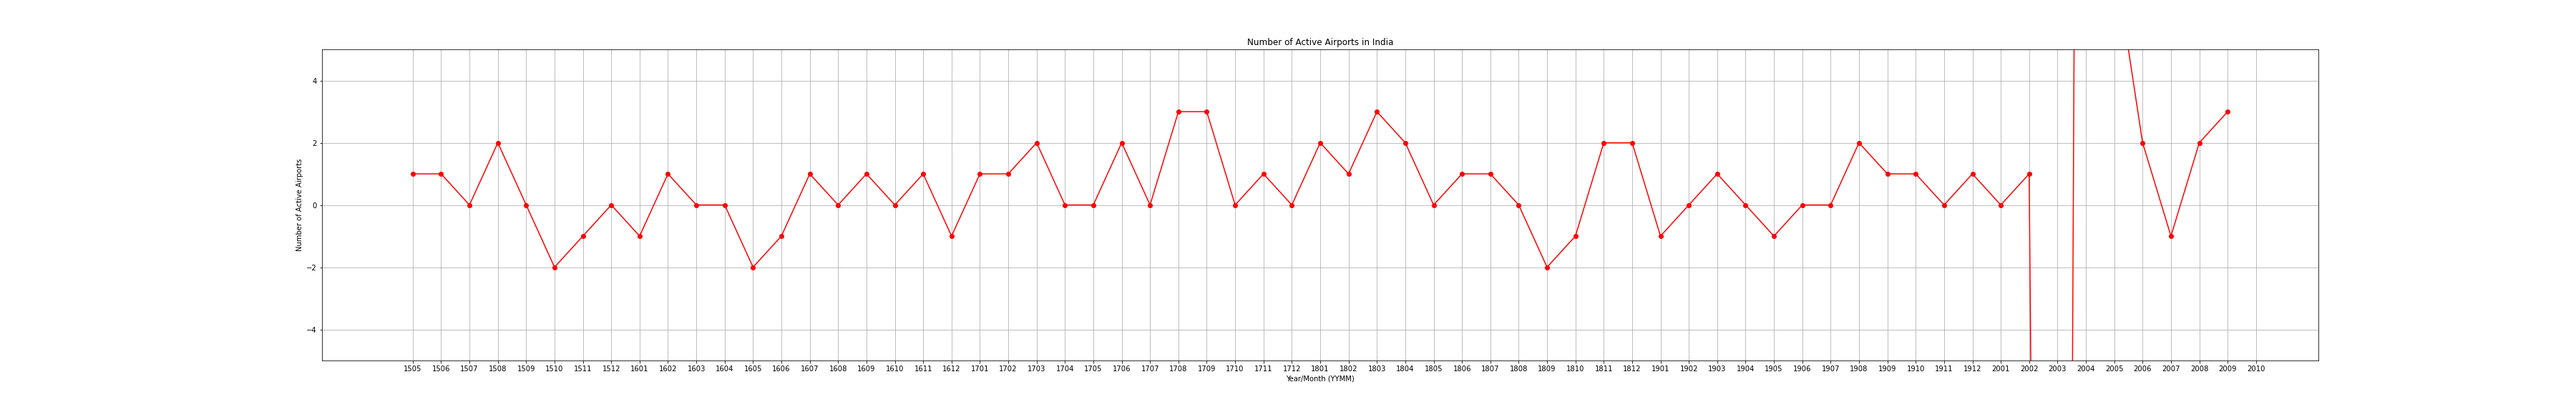 Number of Active Airports in India
Number of Active Airports
4
2
0
−2
−4
1505 1506 1507 1508 1509 1510 1511 1512 1601 1602 1603 1604 1605 1606 1607 1608 1609 1610 1611 1612 1701 1702 1703 1704 1705 1706 1707 1708 1709 1710 1711 1712 1801 1802 1803 1804 1805 1806 1807 1808 1809 1810 1811 1812 1901 1902 1903 1904 1905 1906 1907 1908 1909 1910 1911 1912 2001 2002 2003 2004 2005 2006 2007 2008 2009 2010
Year/Month (YYMM)